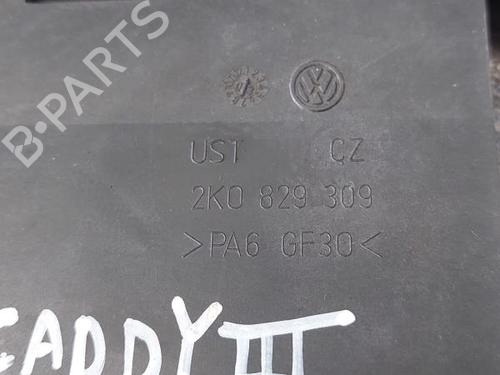 B-PARTS
UST CZ
2K0 829 309
>PA6 GF30<
CADDY III